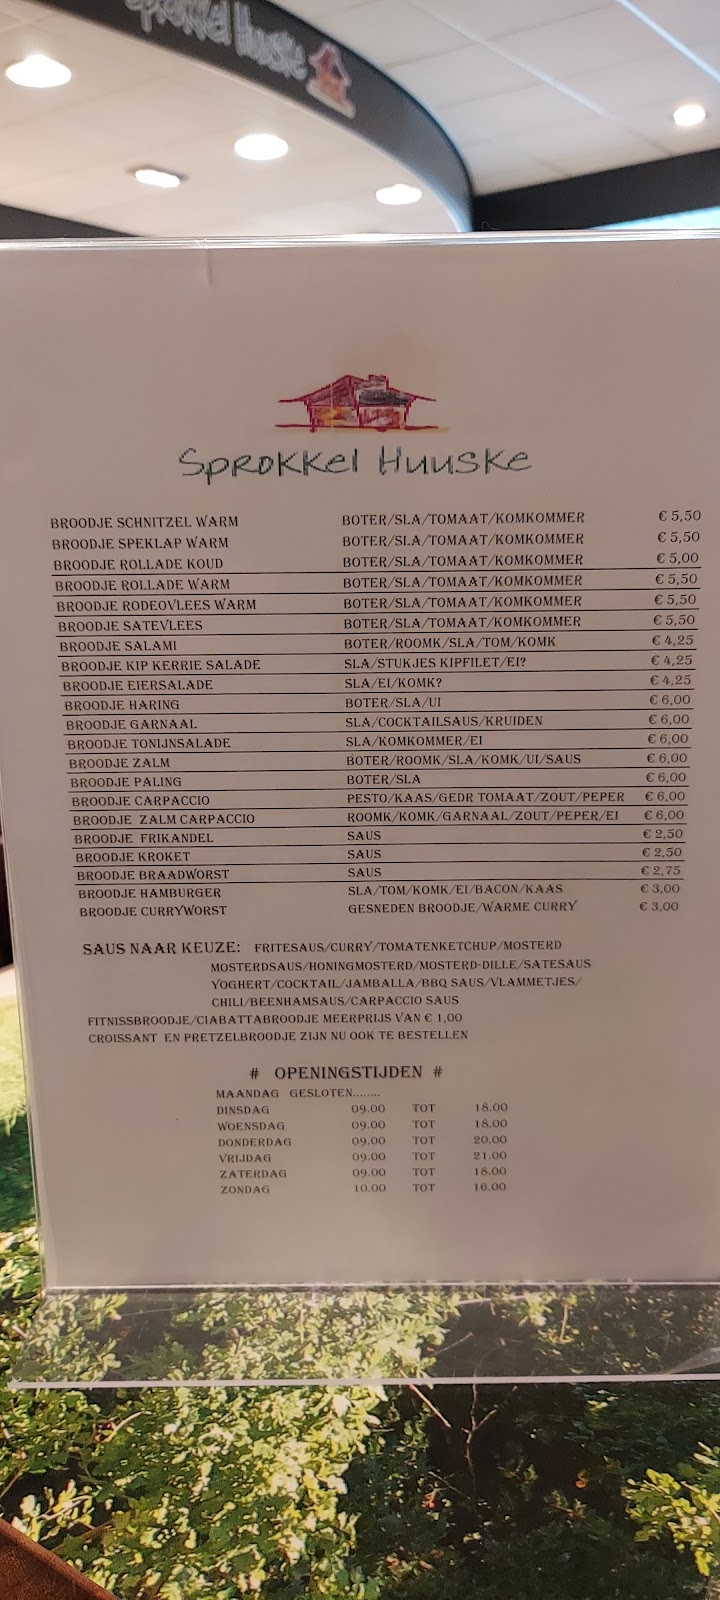 Sprokkel Huuske
Sprokkel Huuske
BROODJE SCHNITZEL WARM BOTER/SLA/TOMAAT/KOMKOMMER € 5,50
BROODJE SPEKLAP WARM BOTER/SLA/TOMAAT/KOMKOMMER € 5,50
BROODJE ROLLADE KOUD BOTER/SLA/TOMAAT/KOMKOMMER € 5,00
BROODJE ROLLADE WARM BOTER/SLA/TOMAAT/KOMKOMMER € 5,50
BROODJE RODEOVLEES WARM BOTER/SLA/TOMAAT/KOMKOMMER € 5,50
BROODJE SATEVLEES BOTER/SLA/TOMAAT/KOMKOMMER € 5,50
BROODJE SALAMI BOTER/ROOMK/SLA/TOM/KOMK € 4,25
BROODJE KIP KERRIE SALADE SLA/STUKJES KIPFILET/EI? € 4,25
BROODJE EIERSALADE SLA/EI/KOMK? € 4,25
BROODJE HARING BOTER/SLA/UI € 6,00
BROODJE GARNAAL SLA/COCKTAILSAUS/KRUIDEN € 6,00
BROODJE TONIJNSALADE SLA/KOMKOMMER/EI € 6,00
BROODJE ZALM BOTER/ROOMK/SLA/KOMK/UI/SAUS € 6,00
BROODJE PALING BOTER/SLA € 6,00
BROODJE CARPACCIO PESTO/KAAS/GEDR TOMAAT/ZOUT/PEPER € 6,00
BROODJE ZALM CARPACCIO ROOMK/KOMK/GARNAAL/ZOUT/PEPER/EI € 6,00
BROODJE FRIKANDEL SAUS € 2,50
BROODJE KROKET SAUS € 2,50
BROODJE BRAADWORST SAUS € 2,75
BROODJE HAMBURGER SLA/TOM/KOMK/EI/BACON/KAAS € 3,00
BROODJE CURRYWORST GESNEDEN BROODJE/WARME CURRY € 3,00
SAUS NAAR KEUZE: FRITESAUS/CURRY/TOMATENKETCHUP/MOSTERD
MOSTERDSAUS/HONINGMOSTERD/MOSTERD-DILLE/SATESAUS
YOGHERT/COCKTAIL/JAMBALLA/BBQ SAUS/VLAMMETJES/
CHILI/BEENHAMSAUS/CARPACCIO SAUS
FITNISSBROODJE/CIABATTABROODJE MEERPRIJS VAN € 1,00
CROISSANT EN PRETZELBROODJE ZIJN NU OOK TE BESTELLEN
# OPENINGSTIJDEN #
MAANDAG GESLOTEN........
DINSDAG 09.00 TOT 18.00
WOENSDAG 09.00 TOT 18.00
DONDERDAG 09.00 TOT 20.00
VRIJDAG 09.00 TOT 21.00
ZATERDAG 09.00 TOT 18.00
ZONDAG 10.00 TOT 16.00